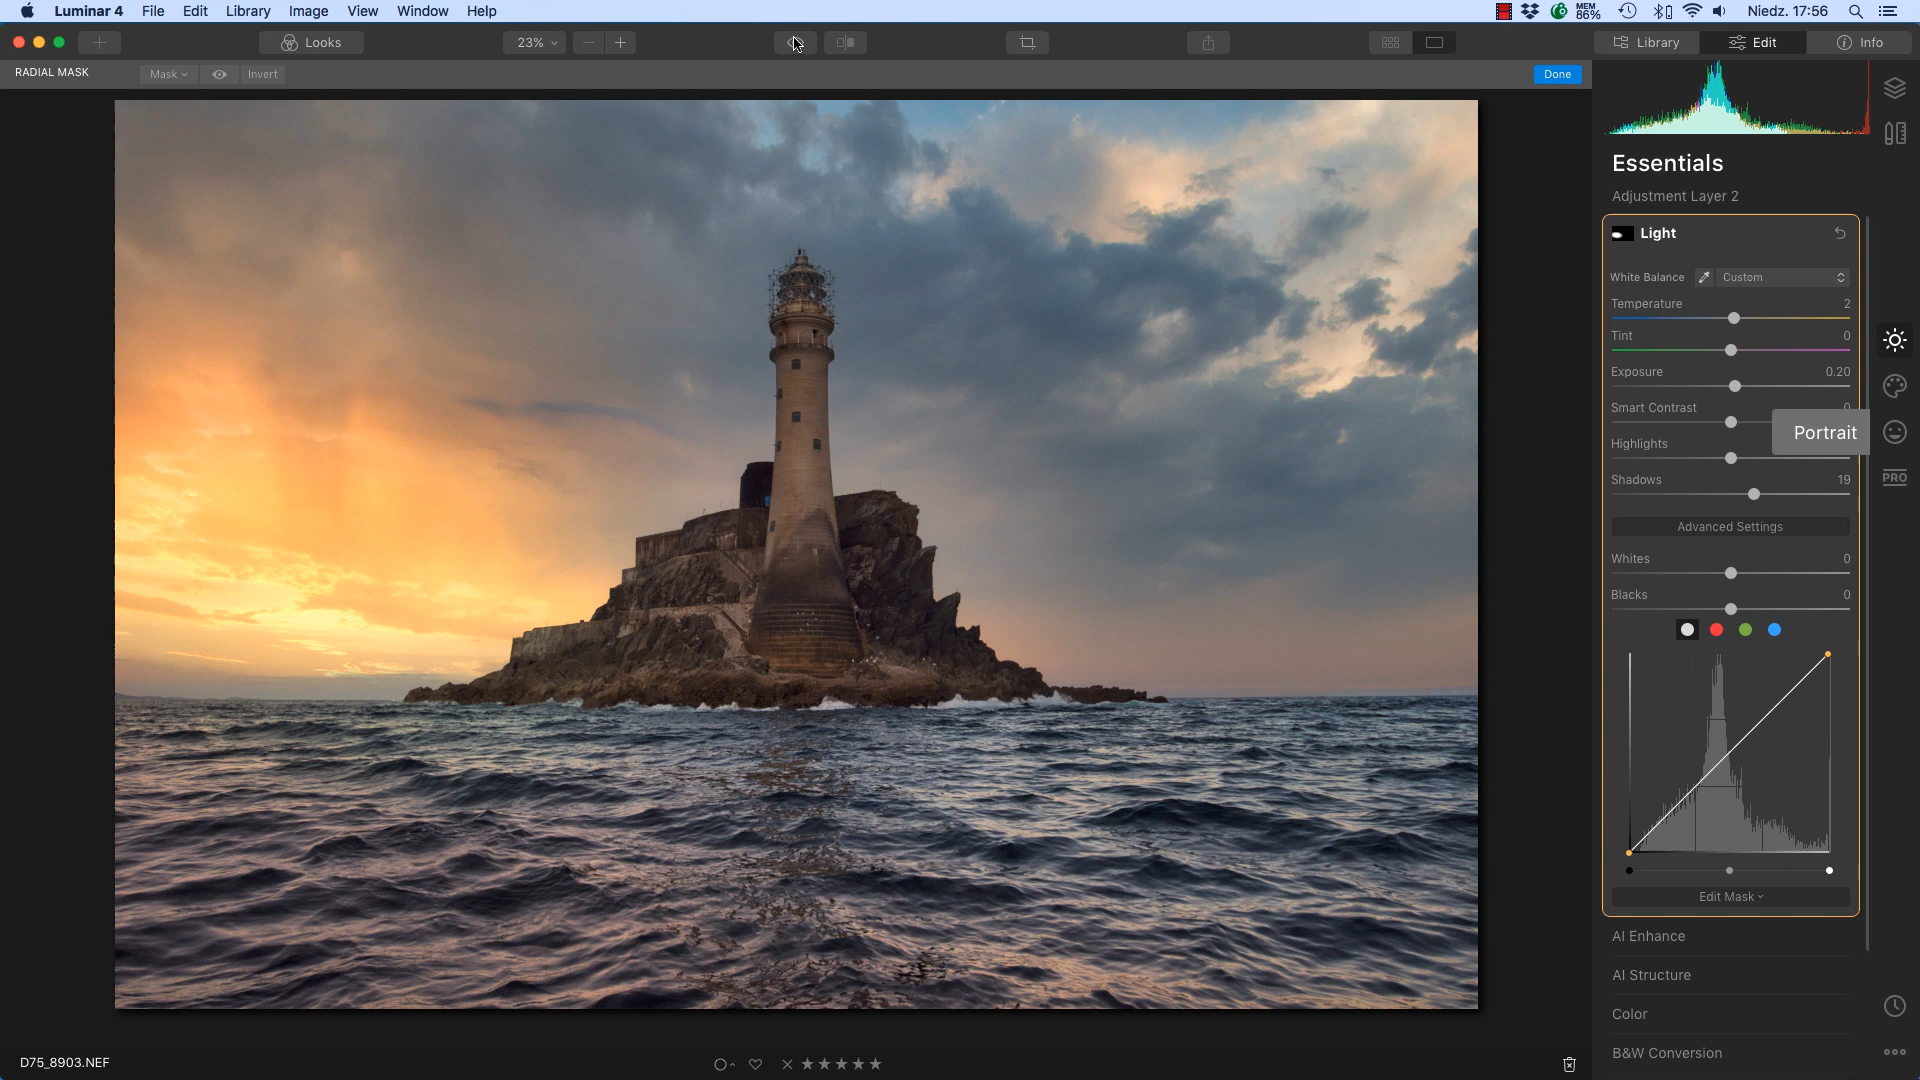 Luminar 4 File Edit Library Image View Window Help MEM 86% Niedz. 17:56
Looks 23% Library Edit Info
RADIAL MASK Mask Invert Done
Essentials
Adjustment Layer 2
Light
White Balance Custom
Temperature 2
Tint 0
Exposure 0.20
Smart Contrast 0
Portrait
Highlights
Shadows 19
PRO
Advanced Settings
Whites 0
Blacks 0
Edit Mask
AI Enhance
AI Structure
Color
B&W Conversion
D75_8903.NEF